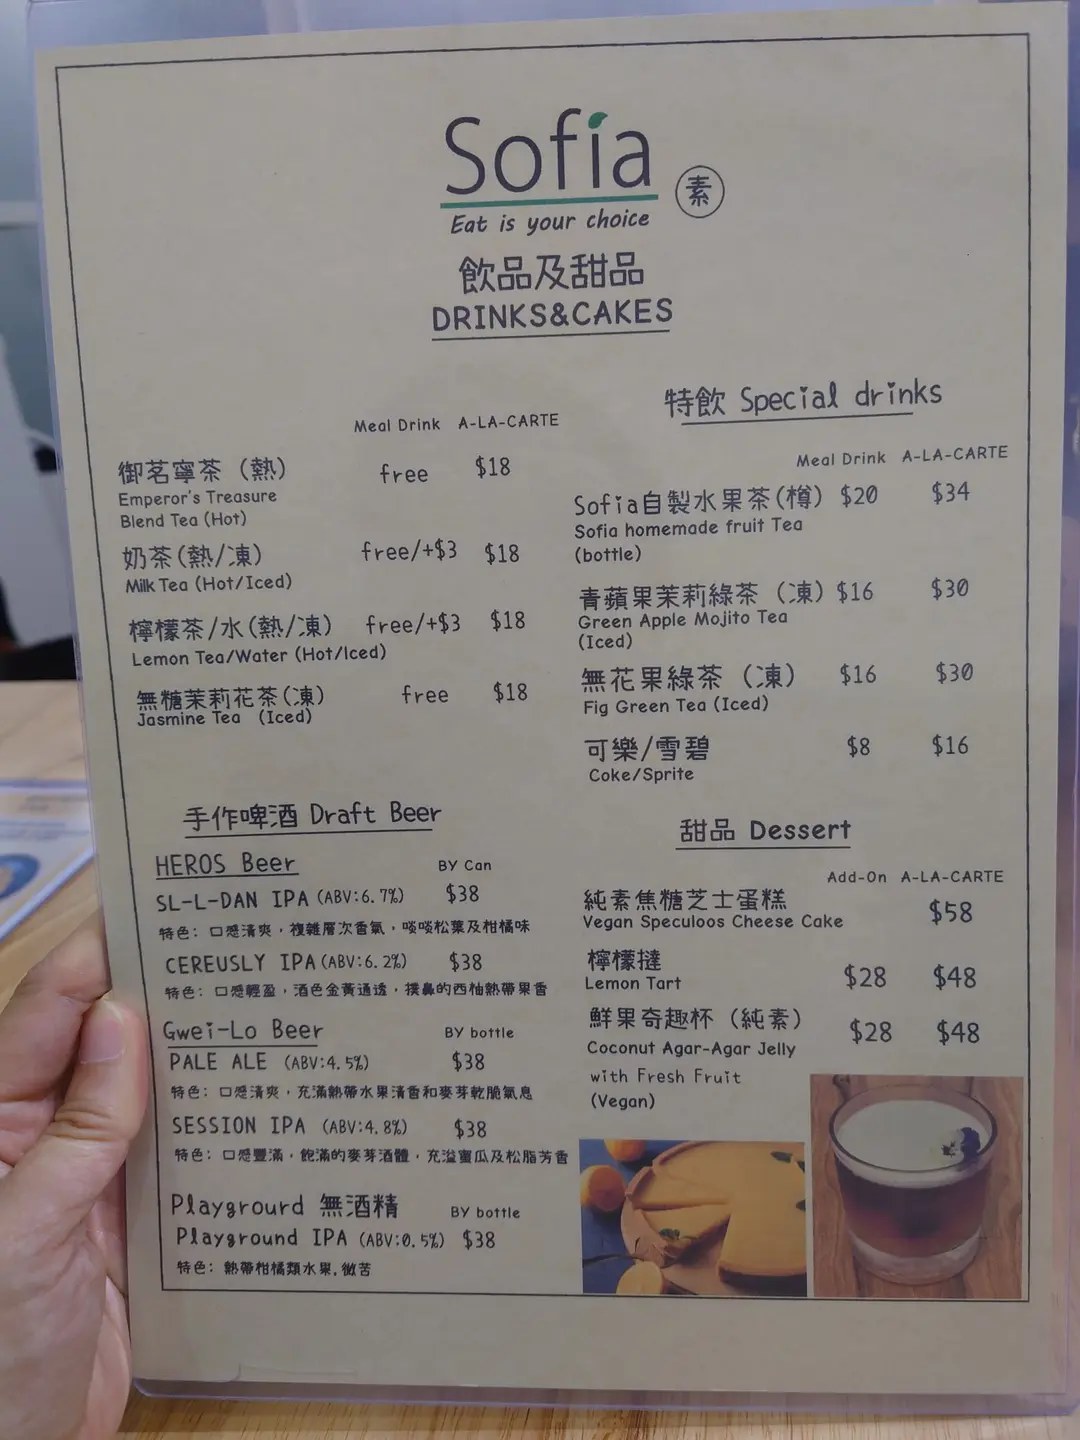 Sofia
素
Eat is your choice
飲品及甜品
DRINKS&CAKES
Meal Drink A-LA-CARTE
御茗寧茶 (熱) free $18
Emperor's Treasure
Blend Tea (Hot)
奶茶(熱/凍) free/+$3 $18
Milk Tea (Hot/Iced)
檸檬茶/水(熱/凍) free/+$3 $18
Lemon Tea/Water (Hot/Iced)
無糖茉莉花茶(凍) free $18
Jasmine Tea (Iced)
特飲 Special drinks
Meal Drink A-LA-CARTE
Sofia自製水果茶(樽) $20 $34
Sofia homemade fruit Tea
(bottle)
青蘋果茉莉綠茶 (凍) $16 $30
Green Apple Mojito Tea
(Iced)
無花果綠茶 (凍) $16 $30
Fig Green Tea (Iced)
可樂/雪碧 $8 $16
Coke/Sprite
手作啤酒 Draft Beer
HEROS Beer BY Can
SL-L-DAN IPA (ABV:6.7%) $38
特色: 口感清爽，複雜層次香氣，啖啖松葉及柑橘味
CEREUSLY IPA (ABV:6.2%) $38
特色: 口感輕盈，酒色金黃通透，撲鼻的西柚熱帶果香
Gwei-Lo Beer BY bottle
PALE ALE (ABV:4.5%) $38
特色: 口感清爽，充滿熱帶水果清香和麥芽乾脆氣息
SESSION IPA (ABV:4.8%) $38
特色: 口感豐滿，飽滿的麥芽酒體，充溢蜜瓜及松脂芳香
Playgrourd 無酒精 BY bottle
Playground IPA (ABV:0.5%) $38
特色: 熱帶柑橘類水果, 微苦
甜品 Dessert
Add-On A-LA-CARTE
純素焦糖芝士蛋糕 $58
Vegan Speculoos Cheese Cake
檸檬撻 $28 $48
Lemon Tart
鮮果奇趣杯 (純素) $28 $48
Coconut Agar-Agar Jelly
with Fresh Fruit
(Vegan)